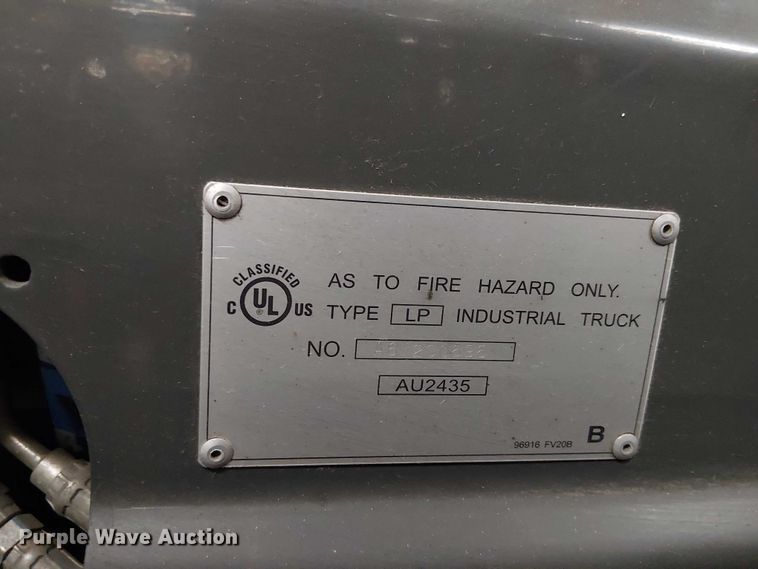 CLASSIFIED
C UL US
®
AS TO FIRE HAZARD ONLY.
TYPE LP INDUSTRIAL TRUCK
NO.
AU2435
96916 FV20B
B
Purple Wave Auction